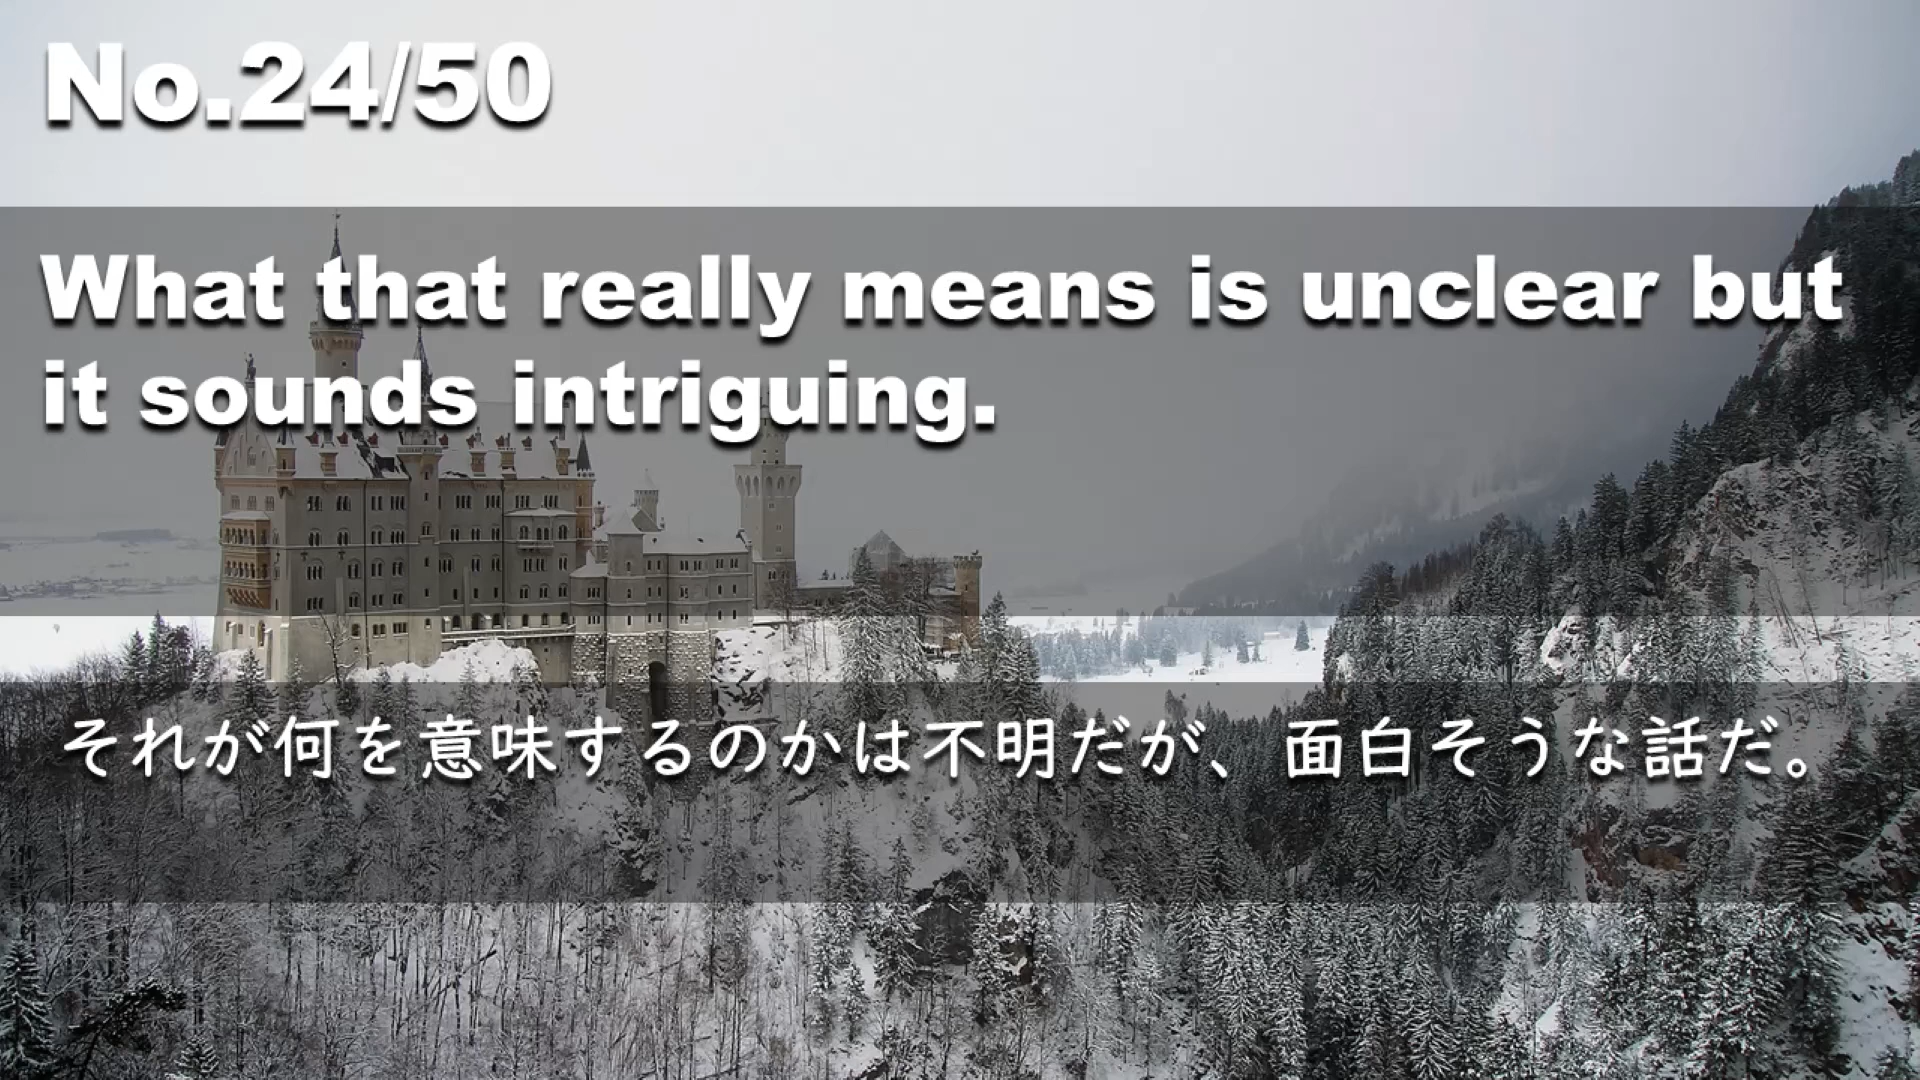 No.24/50
What that really means is unclear but
it sounds intriguing.
それが何を意味するのかは不明だが、面白そうな話だ。